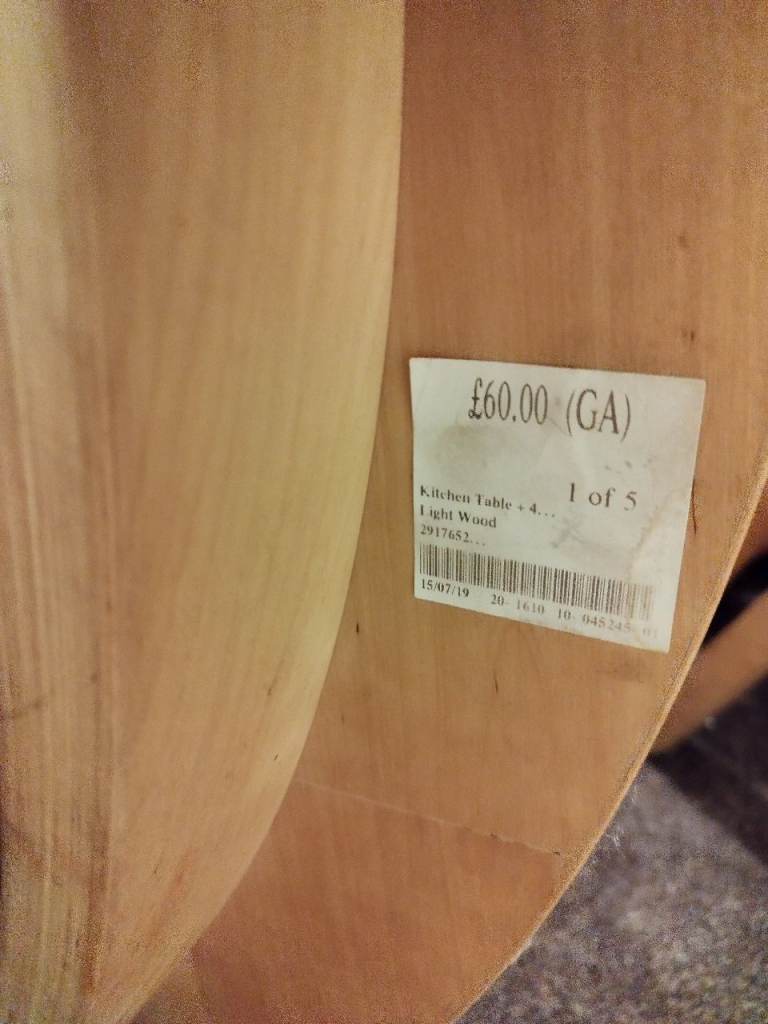 £60.00 (GA)
1 of 5
Kitchen Table + 4...
Light Wood
2917652...
15/07/19 20- 1610 10- 045245- 01